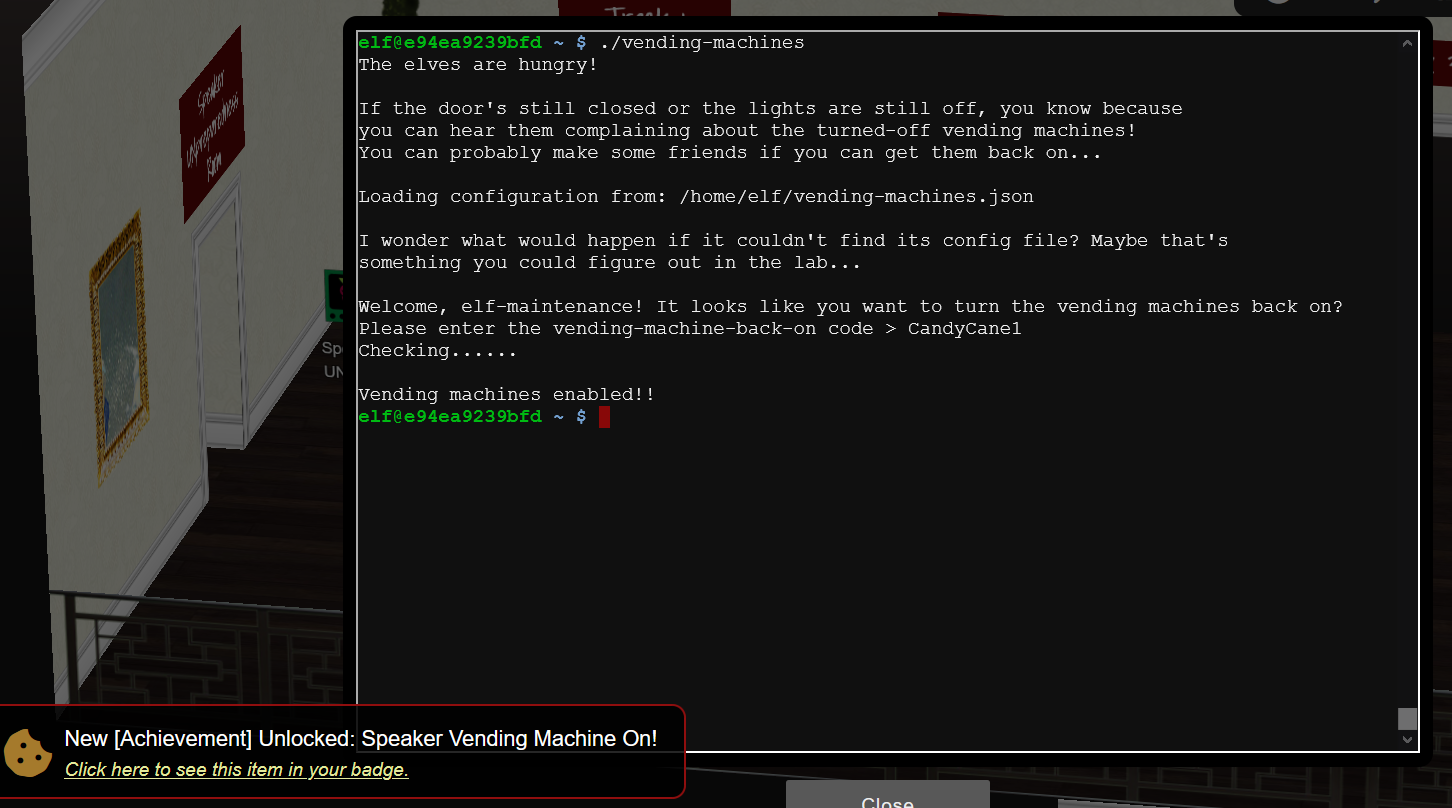 Speaker
UNpreparedness
Room
elf@e94ea9239bfd ~ $ ./vending-machines
The elves are hungry!
If the door's still closed or the lights are still off, you know because
you can hear them complaining about the turned-off vending machines!
You can probably make some friends if you can get them back on...
Loading configuration from: /home/elf/vending-machines.json
I wonder what would happen if it couldn't find its config file? Maybe that's
something you could figure out in the lab...
Welcome, elf-maintenance! It looks like you want to turn the vending machines back on?
Please enter the vending-machine-back-on code > CandyCane1
Checking......
Vending machines enabled!!
elf@e94ea9239bfd ~ $
New [Achievement] Unlocked: Speaker Vending Machine On!
Click here to see this item in your badge.
Close